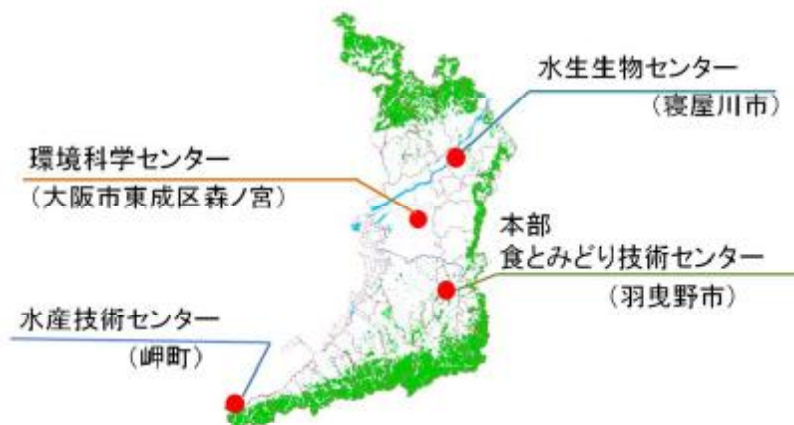 水生生物センター
（寝屋川市）
環境科学センター
（大阪市東成区森ノ宮）
本部
食とみどり技術センター
（羽曳野市）
水産技術センター
（岬町）